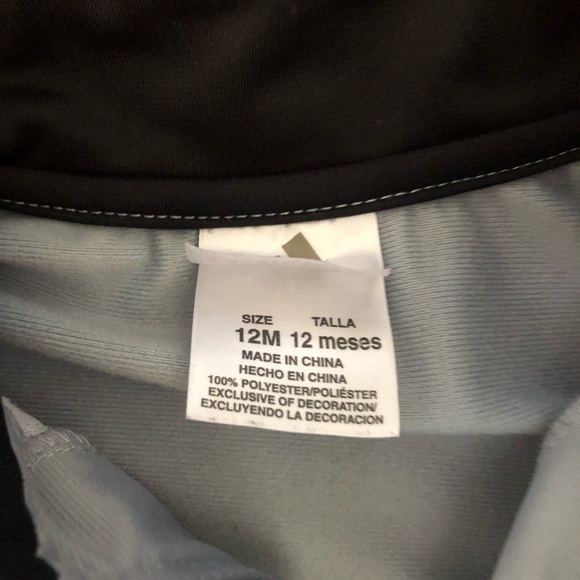 SIZE TALLA
12M 12 meses
MADE IN CHINA
HECHO EN CHINA
100% POLYESTER/POLIÉSTER
EXCLUSIVE OF DECORATION/
EXCLUYENDO LA DECORACION